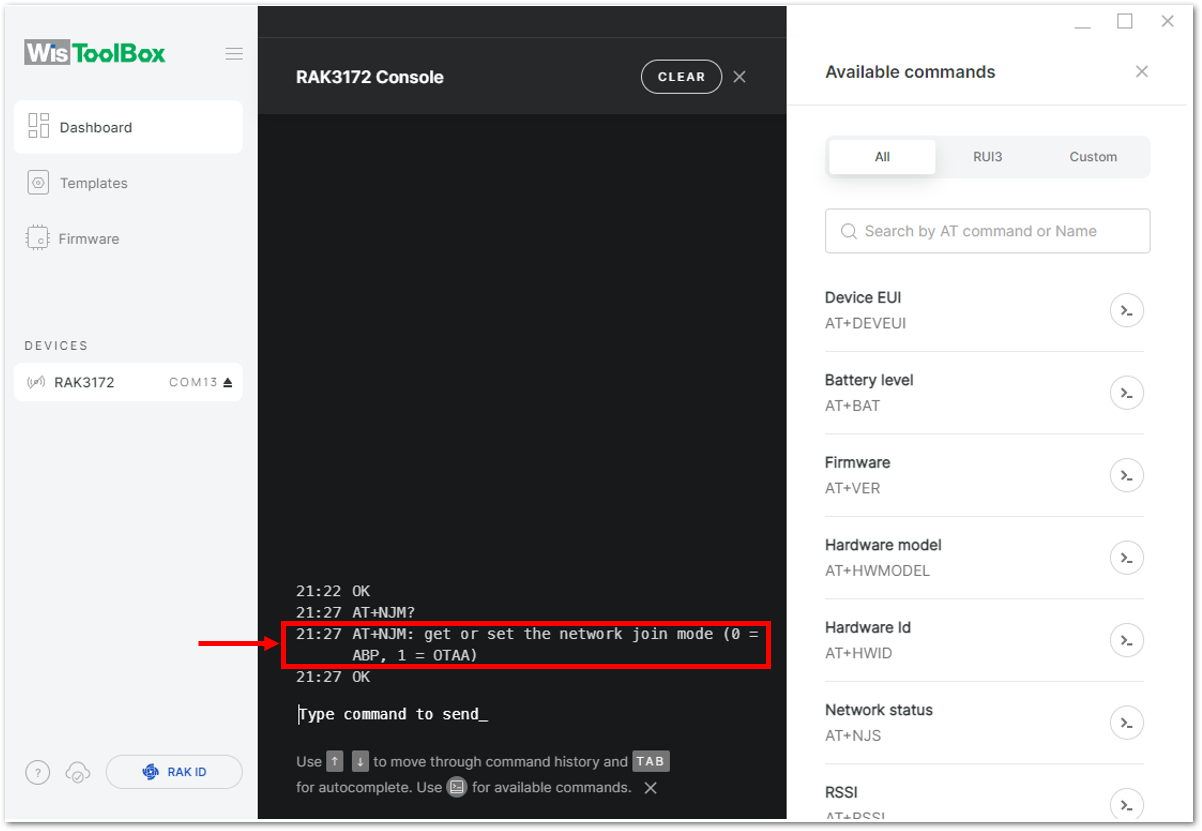 WisToolBox
Dashboard
Templates
Firmware
DEVICES
RAK3172 COM13
? RAK ID
RAK3172 Console CLEAR
21:22 OK
21:27 AT+NJM?
21:27 AT+NJM: get or set the network join mode (0 =
ABP, 1 = OTAA)
21:27 OK
Type command to send_
Use ↑ ↓ to move through command history and TAB
for autocomplete. Use for available commands.
Available commands
All RUI3 Custom
Search by AT command or Name
Device EUI
AT+DEVEUI
Battery level
AT+BAT
Firmware
AT+VER
Hardware model
AT+HWMODEL
Hardware Id
AT+HWID
Network status
AT+NJS
RSSI
AT+RSSI